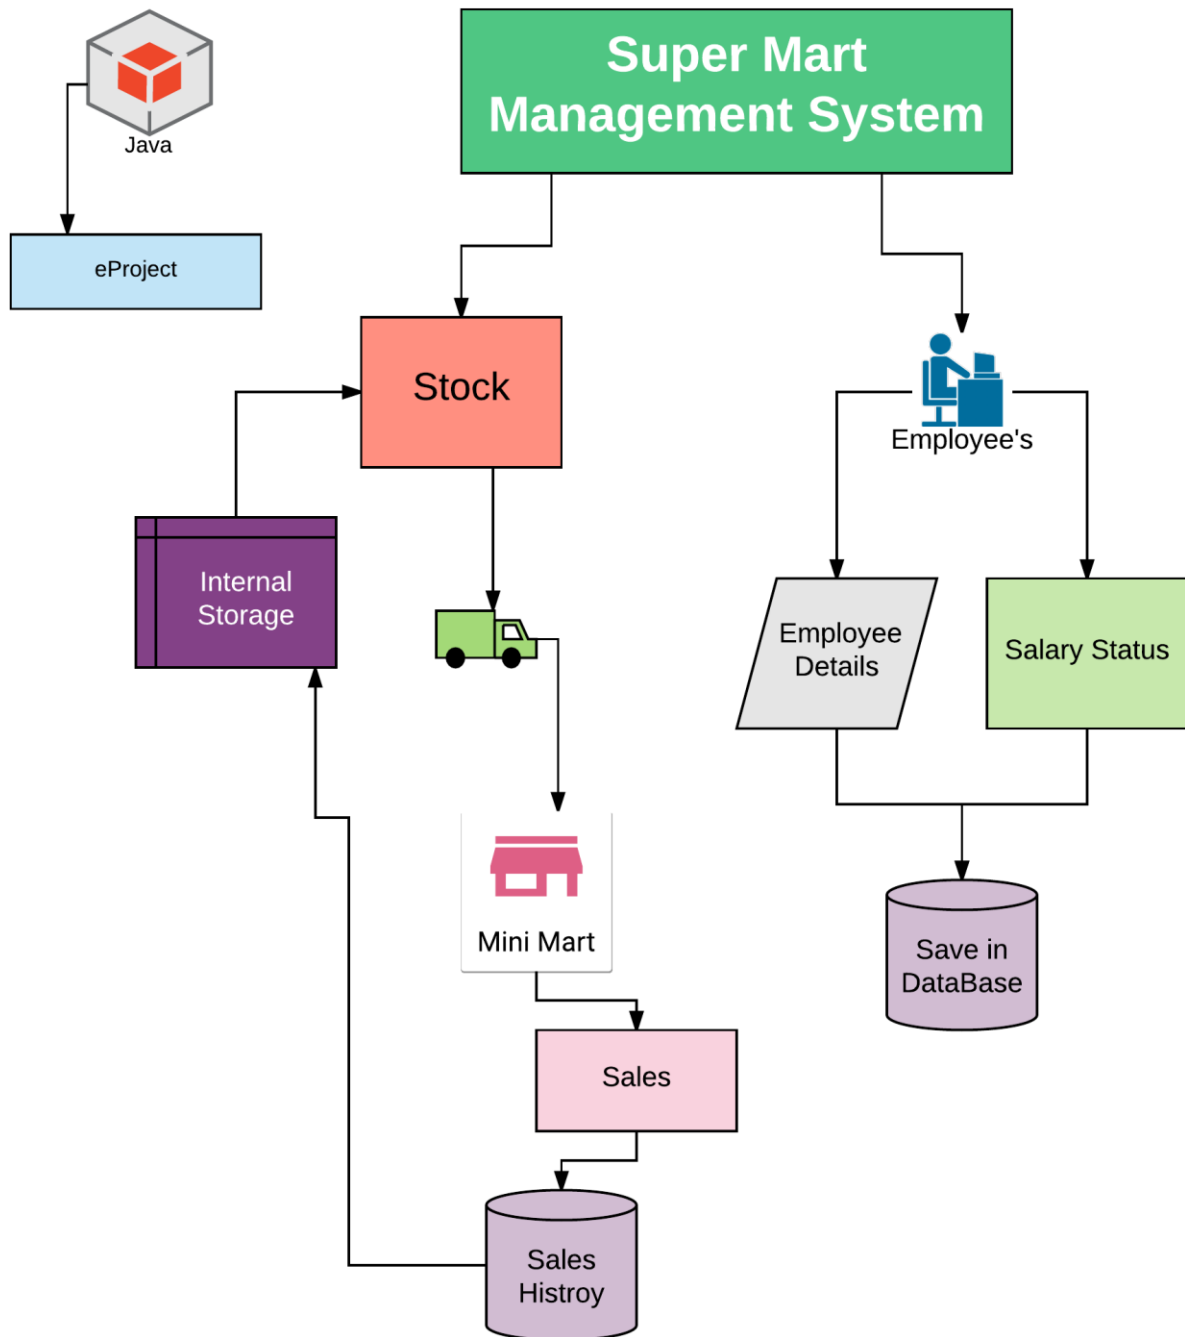 Super Mart
Management System
Java
eProject
Stock
Employee's
Internal
Storage
Employee
Details
Salary Status
Mini Mart
Save in
DataBase
Sales
Sales
Histroy